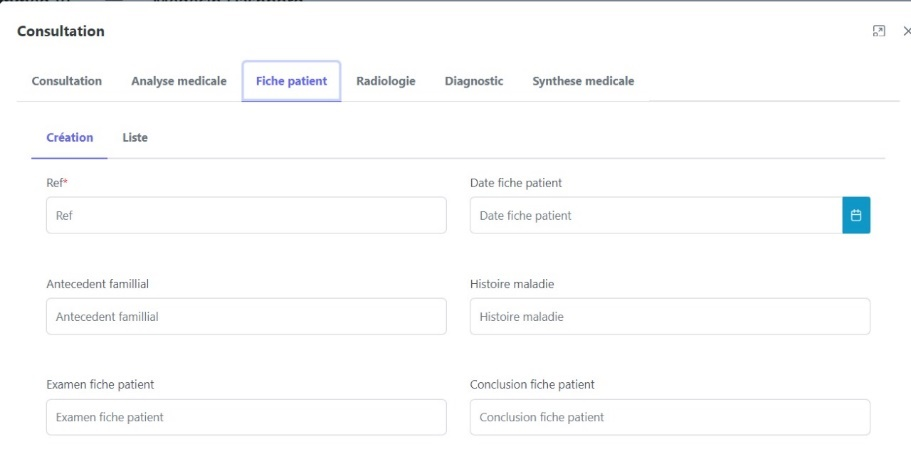 Consultation
Consultation Analyse medicale Fiche patient Radiologie Diagnostic Synthese medicale
Création Liste
Ref* Date fiche patient
Ref Date fiche patient
Antecedent famillial Histoire maladie
Antecedent famillial Histoire maladie
Examen fiche patient Conclusion fiche patient
Examen fiche patient Conclusion fiche patient